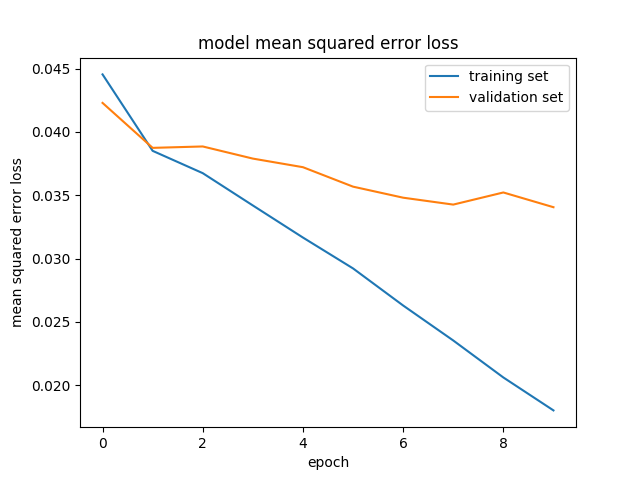 model mean squared error loss
training set
validation set
0.045
0.040
0.035
0.030
0.025
0.020
mean squared error loss
0 2 4 6 8
epoch